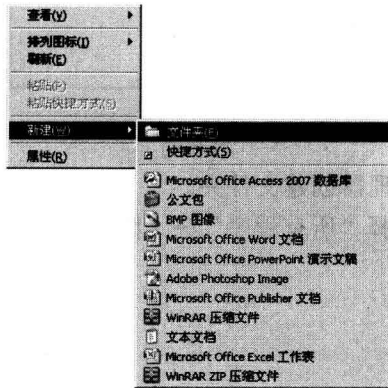 查看(V)
排列图标(I)
刷新(E)
粘贴(P)
粘贴快捷方式(S)
新建(W)
属性(R)
文件夹(F)
快捷方式(S)
Microsoft Office Access 2007 数据库
公文包
BMP 图像
Microsoft Office Word 文档
Microsoft Office PowerPoint 演示文稿
Adobe Photoshop Image
Microsoft Office Publisher 文档
WinRAR 压缩文件
文本文档
Microsoft Office Excel 工作表
WinRAR ZIP 压缩文件